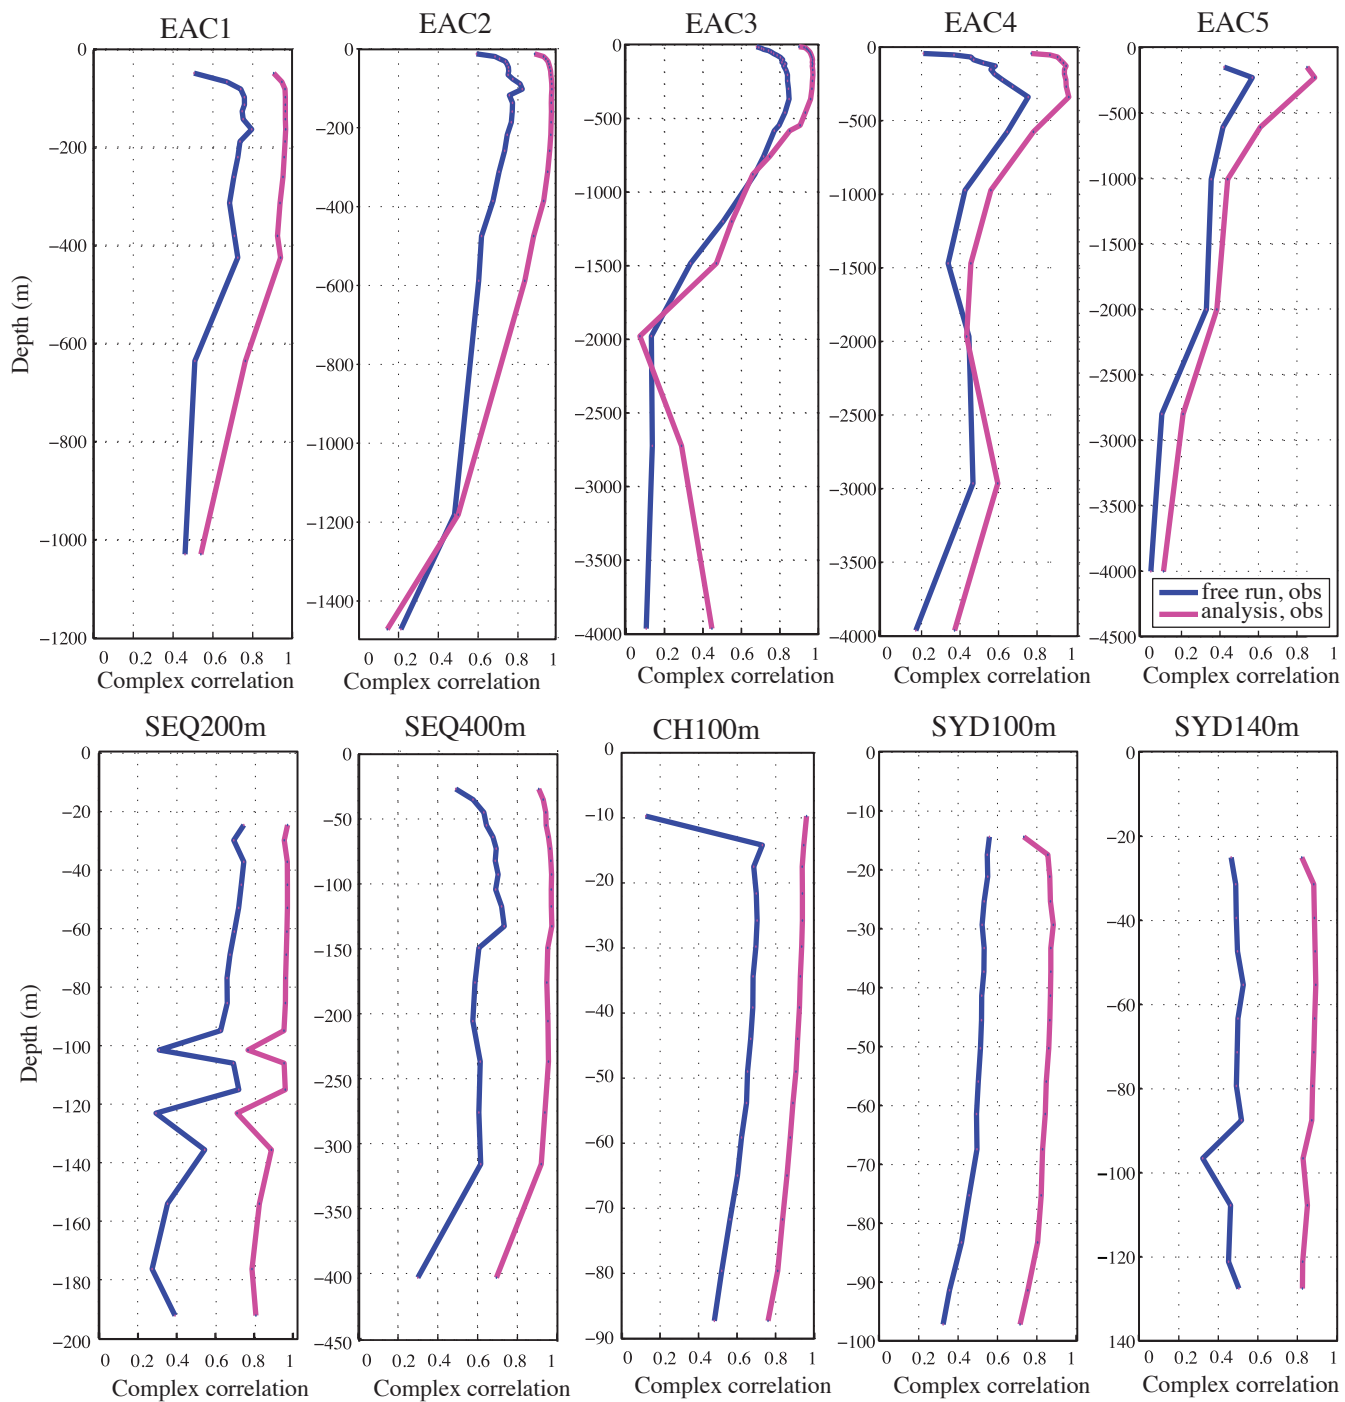 EAC1 EAC2 EAC3 EAC4 EAC5
0 −200 −400 −600 −800 −1000 −1200
0 −200 −400 −600 −800 −1000 −1200 −1400
0 −500 −1000 −1500 −2000 −2500 −3000 −3500 −4000
0 −500 −1000 −1500 −2000 −2500 −3000 −3500 −4000
0 −500 −1000 −1500 −2000 −2500 −3000 −3500 −4000 −4500
Depth (m)
free run, obs
analysis, obs
0 0.2 0.4 0.6 0.8 1 0 0.2 0.4 0.6 0.8 1 0 0.2 0.4 0.6 0.8 1 0 0.2 0.4 0.6 0.8 1 0 0.2 0.4 0.6 0.8 1
Complex correlation Complex correlation Complex correlation Complex correlation Complex correlation
SEQ200m SEQ400m CH100m SYD100m SYD140m
0 −20 −40 −60 −80 −100 −120 −140 −160 −180 −200
0 −50 −100 −150 −200 −250 −300 −350 −400 −450
0 −10 −20 −30 −40 −50 −60 −70 −80 −90
0 −10 −20 −30 −40 −50 −60 −70 −80 −90 −100
0 −20 −40 −60 −80 −100 −120 140
Depth (m)
0 0.2 0.4 0.6 0.8 1 0 0.2 0.4 0.6 0.8 1 0 0.2 0.4 0.6 0.8 1 0 0.2 0.4 0.6 0.8 1 0 0.2 0.4 0.6 0.8 1
Complex correlation Complex correlation Complex correlation Complex correlation Complex correlation